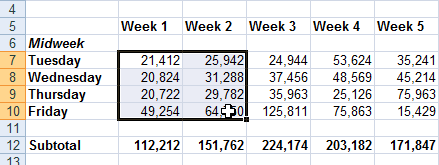 4
5 Week 1 Week 2 Week 3 Week 4 Week 5
6 Midweek
7 Tuesday 21,412 25,942 24,944 53,624 35,241
8 Wednesday 20,824 31,288 37,456 48,569 45,214
9 Thursday 20,722 29,782 35,963 25,126 75,963
10 Friday 49,254 125,811 75,863 15,429
11
12 Subtotal 112,212 151,762 224,174 203,182 171,847